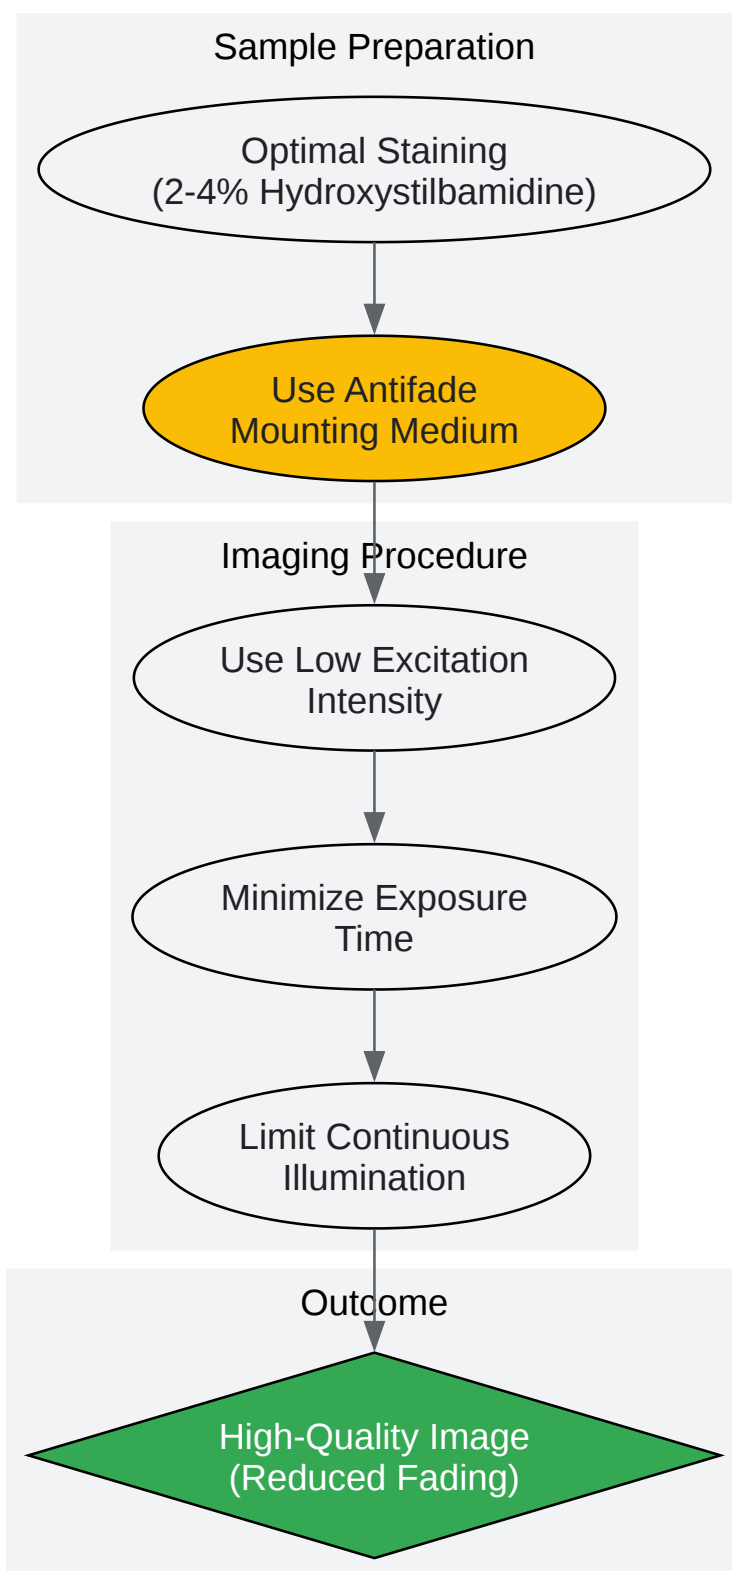 Sample Preparation
Optimal Staining
(2-4% Hydroxystilbamidine)
Use Antifade
Mounting Medium
Imaging Procedure
Use Low Excitation
Intensity
Minimize Exposure
Time
Limit Continuous
Illumination
Outcome
High-Quality Image
(Reduced Fading)